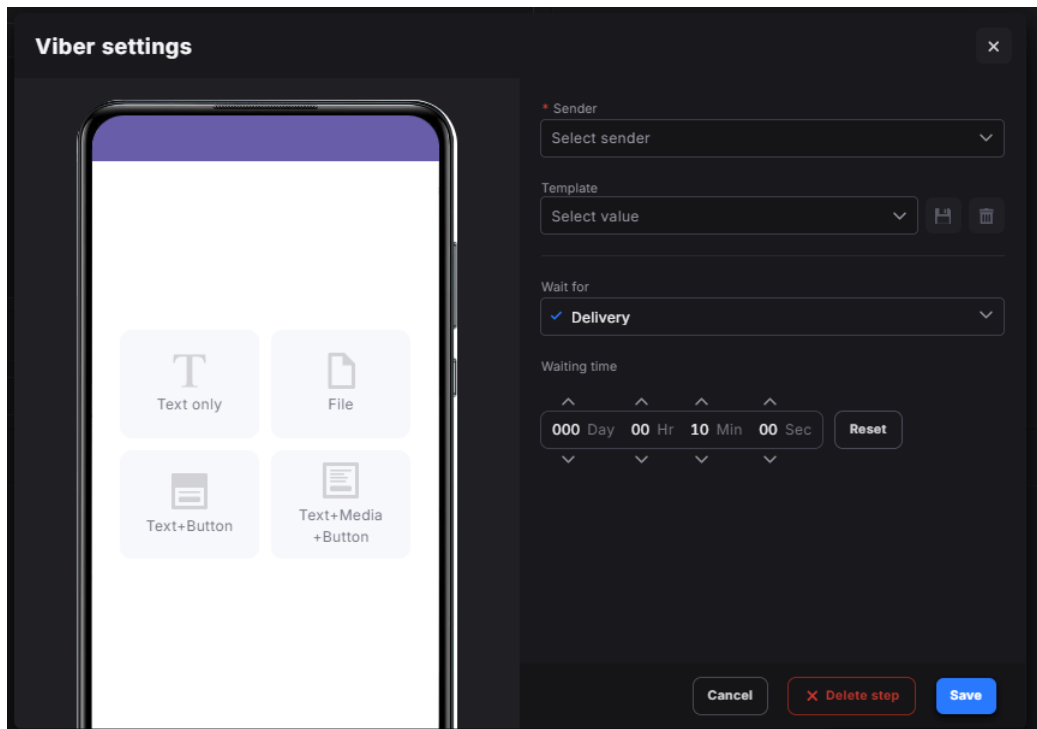 Viber settings
Text only
File
Text+Button
Text+Media
+Button
* Sender
Select sender
Template
Select value
Wait for
Delivery
Waiting time
000 Day 00 Hr 10 Min 00 Sec
Reset
Cancel
Delete step
Save